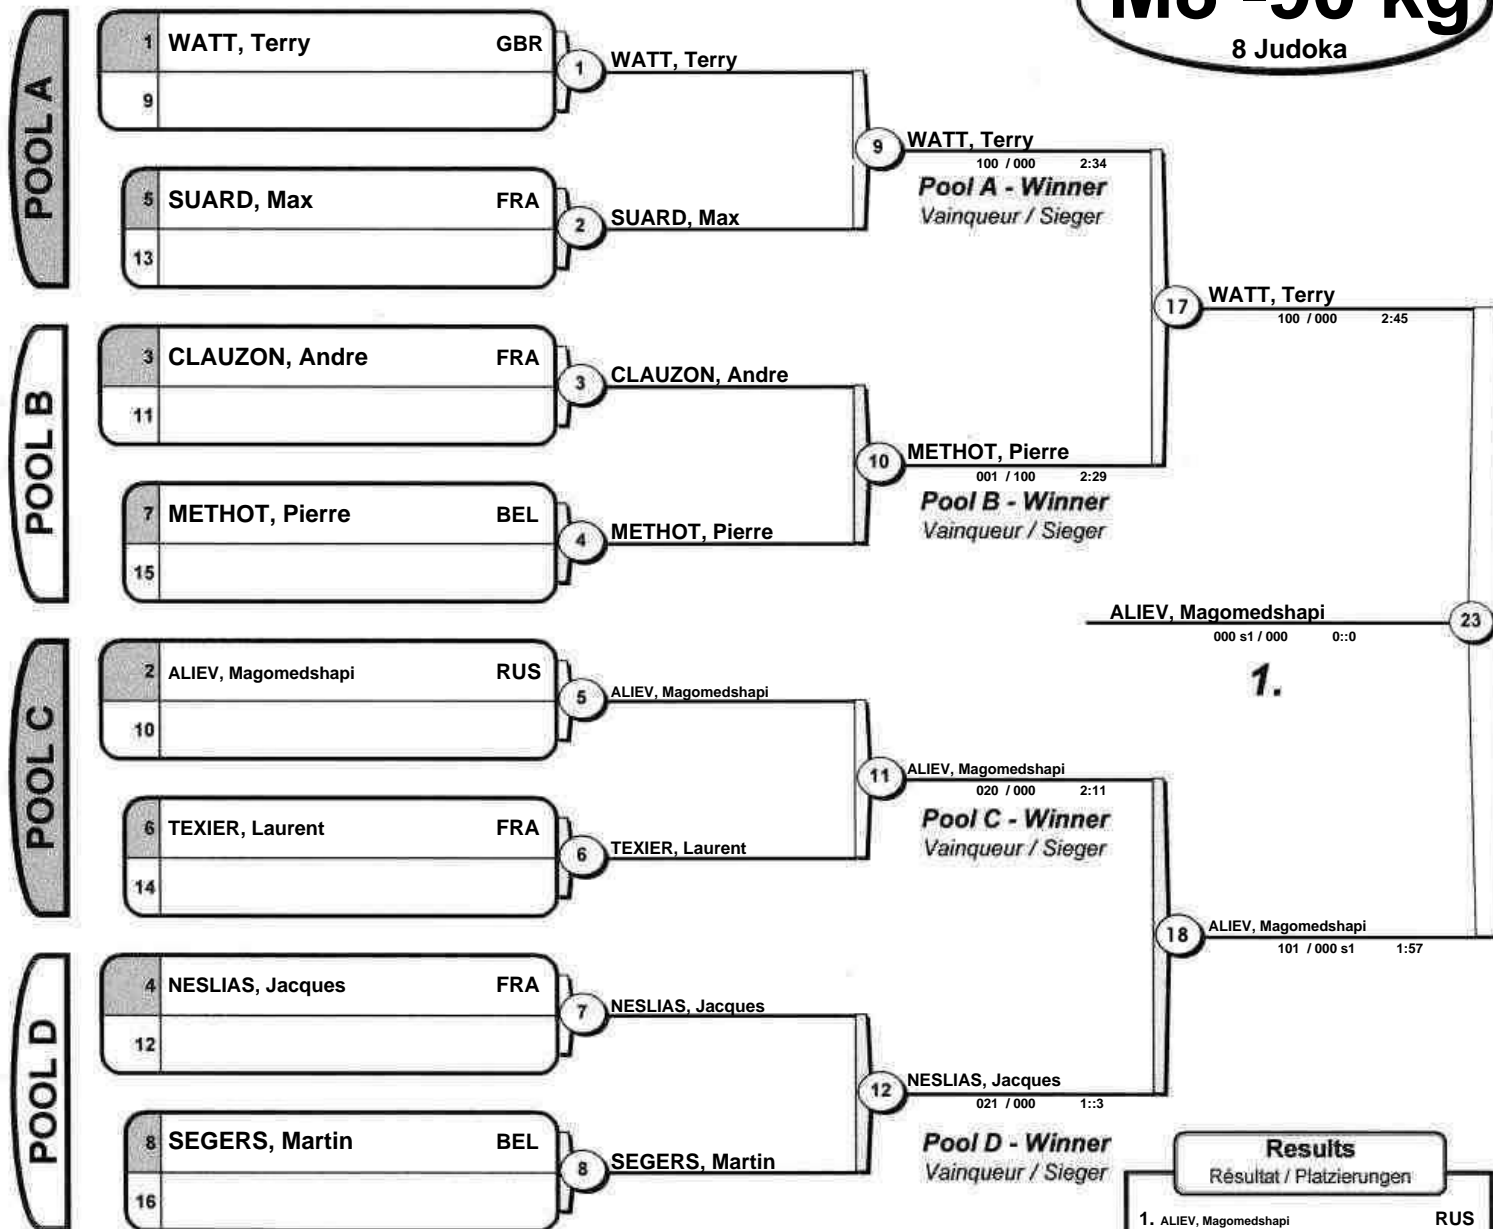 M8 -90 kg
8 Judoka
POOL A
1 WATT, Terry GBR
9
1 WATT, Terry
5 SUARD, Max FRA
13
2 SUARD, Max
9 WATT, Terry
100 / 000 2:34
Pool A - Winner
Vainqueur / Sieger
POOL B
3 CLAUZON, Andre FRA
11
3 CLAUZON, Andre
7 METHOT, Pierre BEL
15
4 METHOT, Pierre
10 METHOT, Pierre
001 / 100 2:29
Pool B - Winner
Vainqueur / Sieger
17 WATT, Terry
100 / 000 2:45
ALIEV, Magomedshapi 23
000 s1 / 000 0::0
1.
POOL C
2 ALIEV, Magomedshapi RUS
10
5 ALIEV, Magomedshapi
6 TEXIER, Laurent FRA
14
6 TEXIER, Laurent
11 ALIEV, Magomedshapi
020 / 000 2:11
Pool C - Winner
Vainqueur / Sieger
18 ALIEV, Magomedshapi
101 / 000 s1 1:57
POOL D
4 NESLIAS, Jacques FRA
12
7 NESLIAS, Jacques
8 SEGERS, Martin BEL
16
8 SEGERS, Martin
12 NESLIAS, Jacques
021 / 000 1::3
Pool D - Winner
Vainqueur / Sieger
Results
Résultat / Platzierungen
1. ALIEV, Magomedshapi RUS